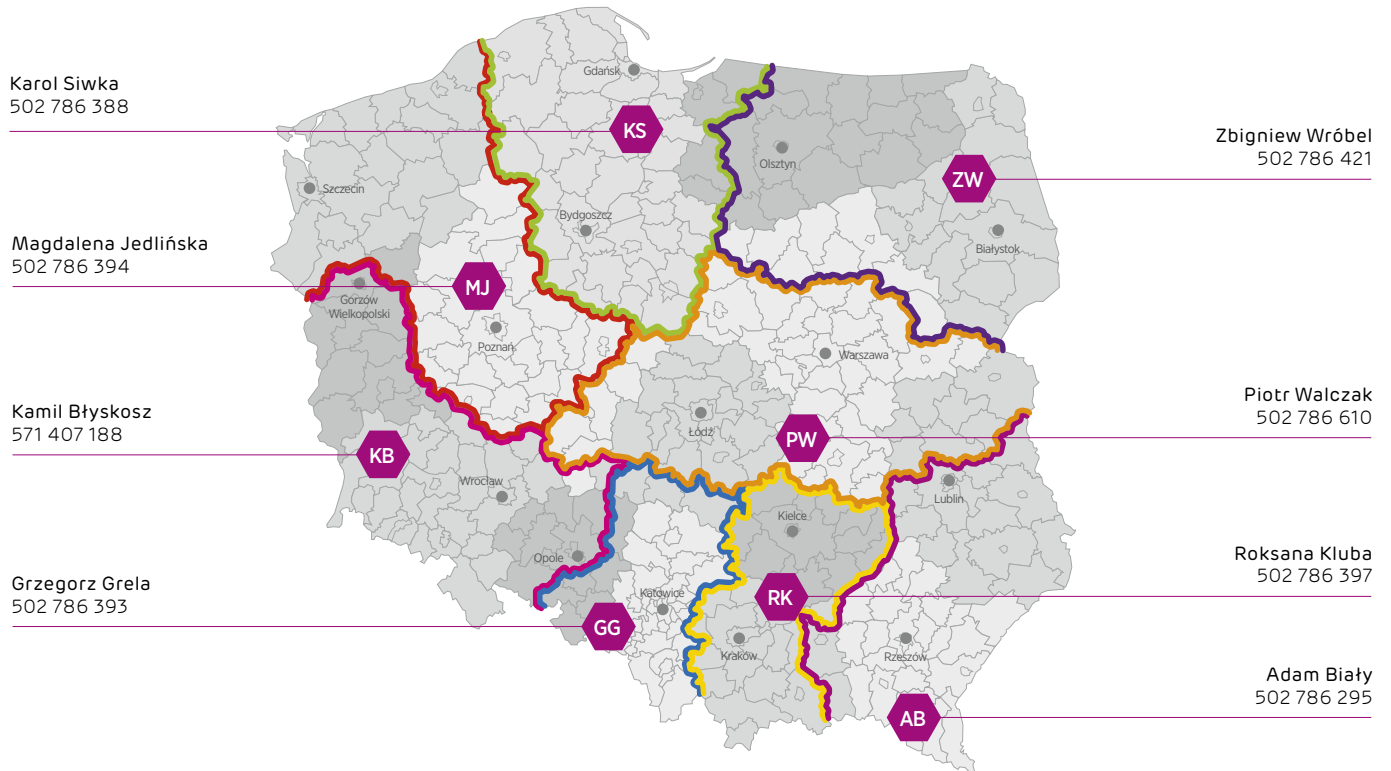 Karol Siwka
502 786 388
Magdalena Jedlińska
502 786 394
Kamil Błyskosz
571 407 188
Grzegorz Grela
502 786 393
Gdańsk
KS
Szczecin
Bydgoszcz
Olsztyn
ZW
Białystok
MJ
Gorzów
Wielkopolski
Poznań
Warszawa
Łódź
PW
KB
Wrocław
Lublin
Kielce
Opole
Katowice
RK
GG
Kraków
Rzeszów
AB
Zbigniew Wróbel
502 786 421
Piotr Walczak
502 786 610
Roksana Kluba
502 786 397
Adam Biały
502 786 295